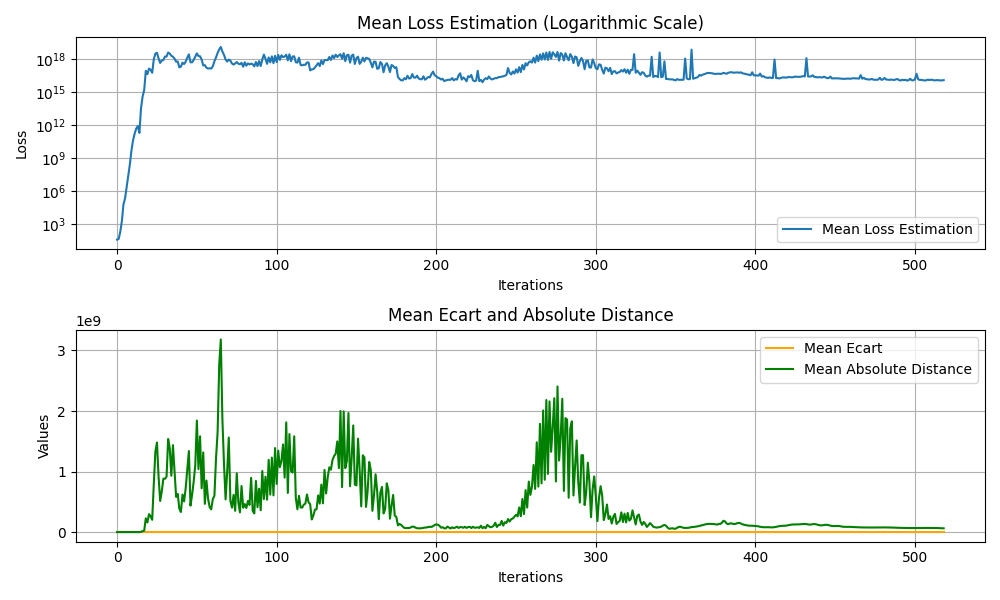 Mean Loss Estimation (Logarithmic Scale)
10^18
10^15
10^12
10^9
10^6
10^3
Loss
Mean Loss Estimation
0 100 200 300 400 500
Iterations
Mean Ecart and Absolute Distance
1e9
3
2
1
0
Values
Mean Ecart
Mean Absolute Distance
0 100 200 300 400 500
Iterations